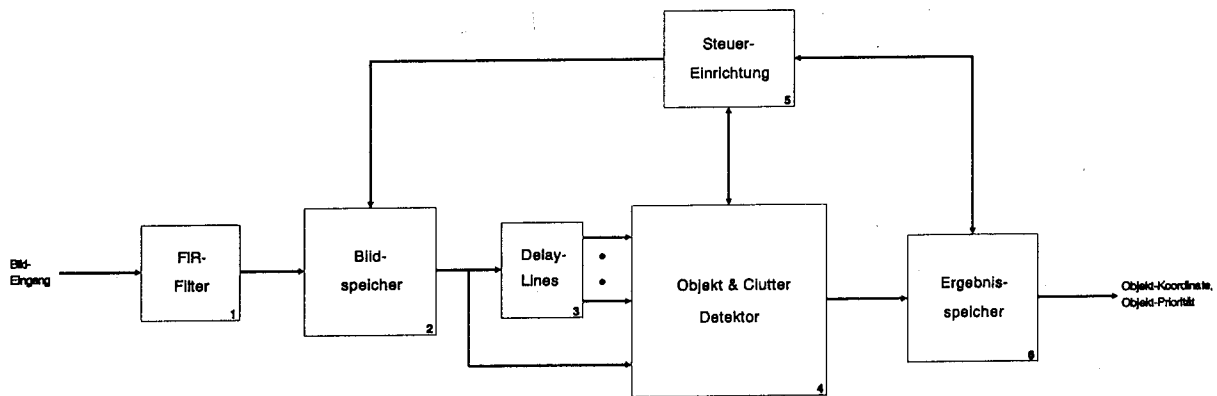 Steuer-
Einrichtung
5
Bild-
Eingang
FIR-
Filter
1
Bild-
speicher
2
Delay-
Lines
3
Objekt & Clutter
Detektor
4
Ergebnis-
speicher
6
Objekt-Koordinate,
Objekt-Priorität